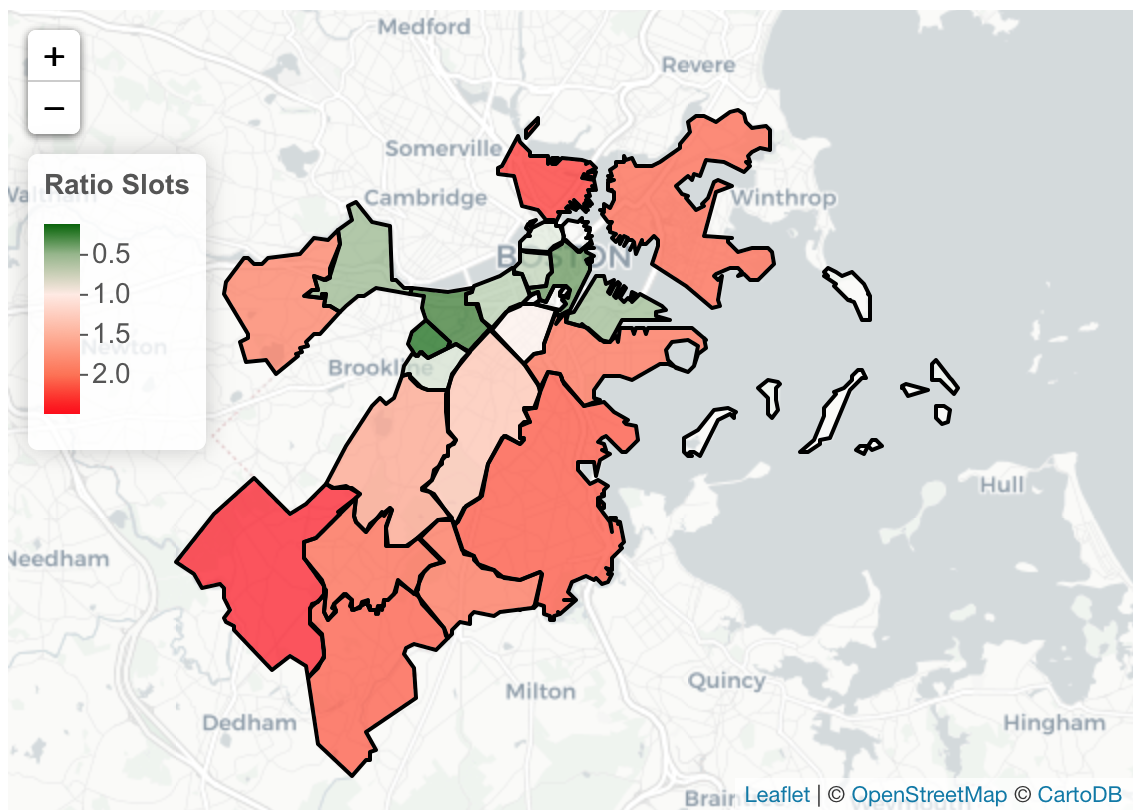 Medford
Revere
+
−
Somerville
Ratio Slots
Waltham
Cambridge
Winthrop
0.5
BOSTON
1.0
1.5
Newton
Brookline
2.0
Hull
Needham
Milton
Quincy
Dedham
Hingham
Leaflet | © OpenStreetMap © CartoDB